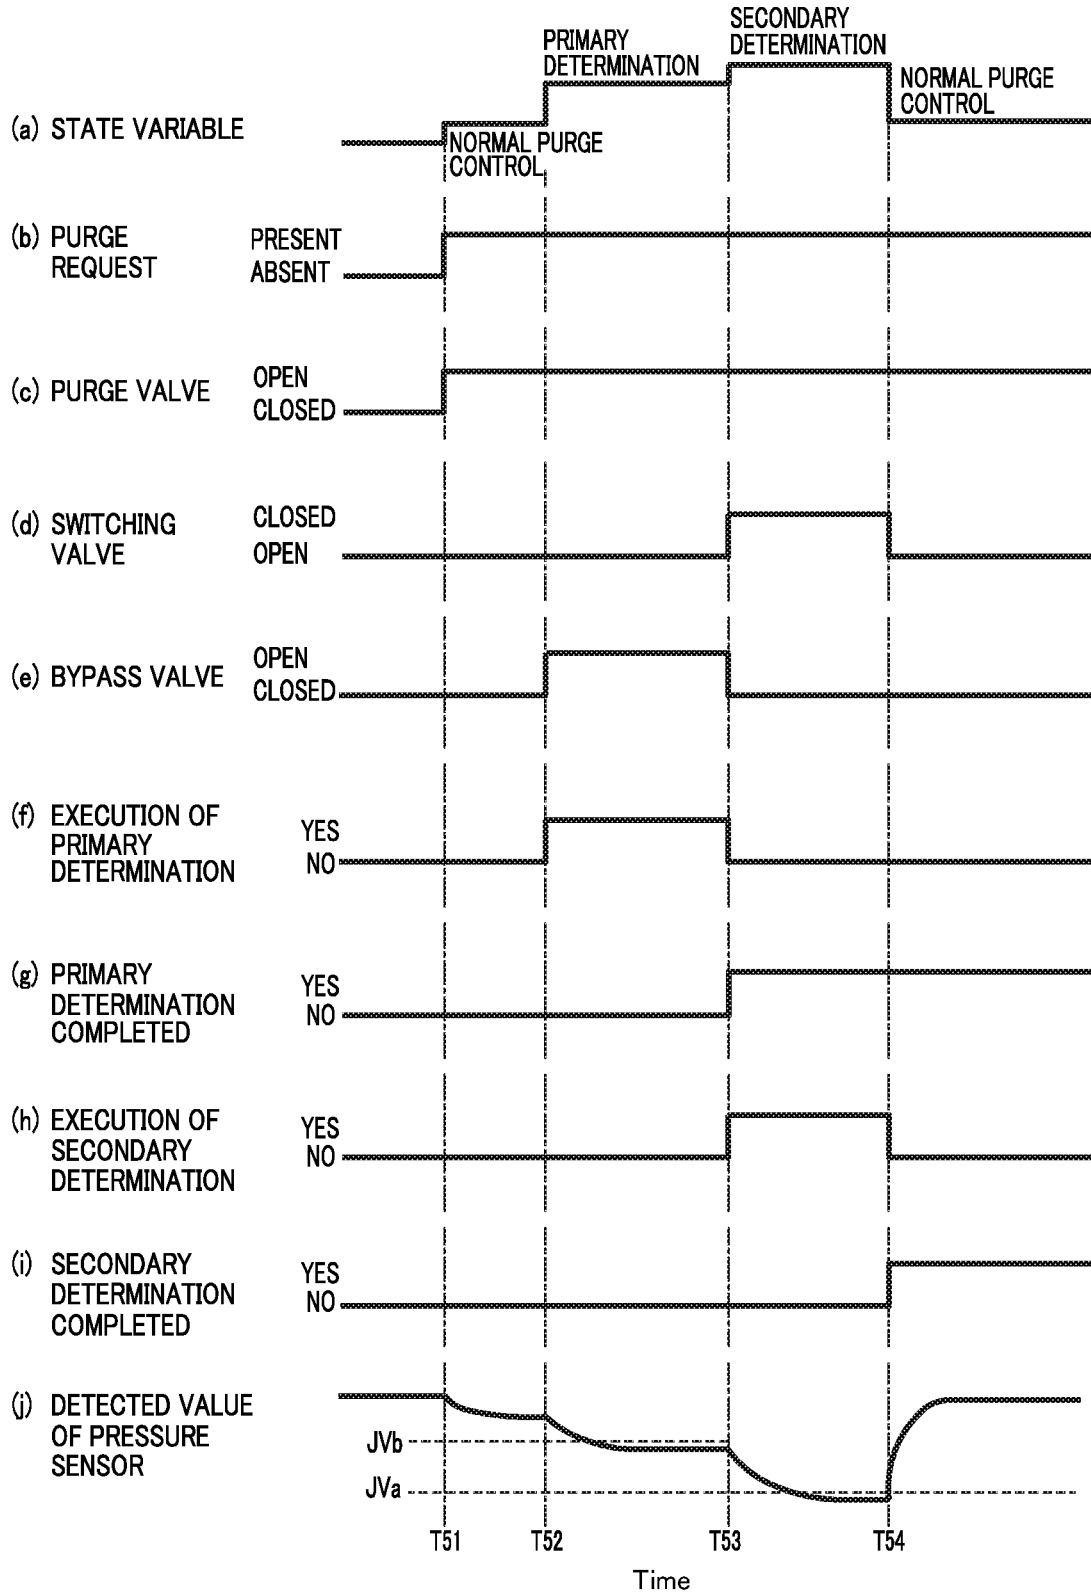 SECONDARY
DETERMINATION
PRIMARY
DETERMINATION
NORMAL PURGE
CONTROL
(a) STATE VARIABLE
NORMAL PURGE
CONTROL
(b) PURGE
REQUEST
PRESENT
ABSENT
(c) PURGE VALVE
OPEN
CLOSED
(d) SWITCHING
VALVE
CLOSED
OPEN
(e) BYPASS VALVE
OPEN
CLOSED
(f) EXECUTION OF
PRIMARY
DETERMINATION
YES
NO
(g) PRIMARY
DETERMINATION
COMPLETED
YES
NO
(h) EXECUTION OF
SECONDARY
DETERMINATION
YES
NO
(i) SECONDARY
DETERMINATION
COMPLETED
YES
NO
(j) DETECTED VALUE
OF PRESSURE
SENSOR
JVb
JVa
T51 T52 T53 T54
Time